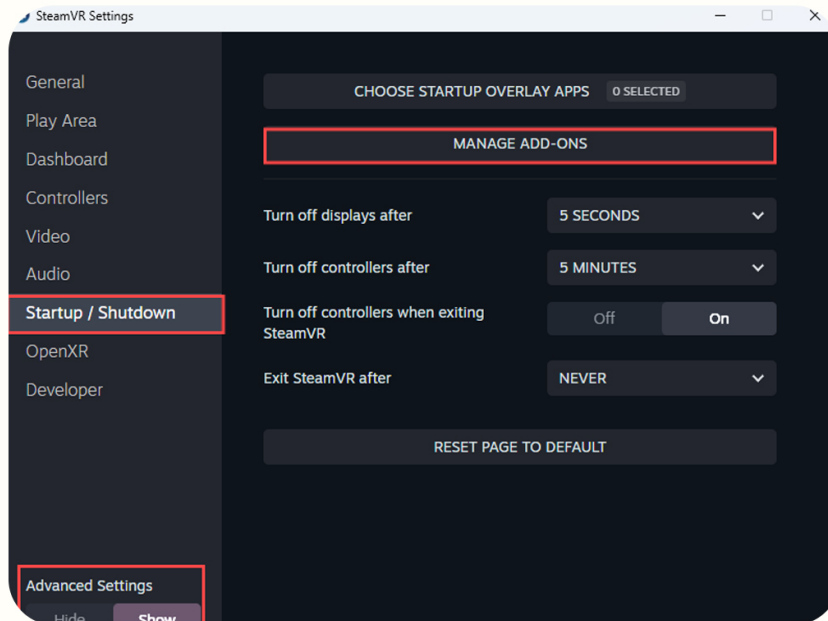 SteamVR Settings
General
Play Area
Dashboard
Controllers
Video
Audio
Startup / Shutdown
OpenXR
Developer
Advanced Settings
Hide Show
CHOOSE STARTUP OVERLAY APPS 0 SELECTED
MANAGE ADD-ONS
Turn off displays after 5 SECONDS
Turn off controllers after 5 MINUTES
Turn off controllers when exiting
SteamVR
Off On
Exit SteamVR after NEVER
RESET PAGE TO DEFAULT